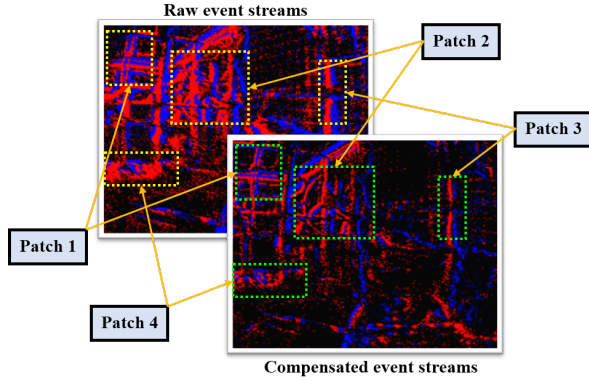 Raw event streams
Patch 2
Patch 3
Patch 1
Patch 4
Compensated event streams